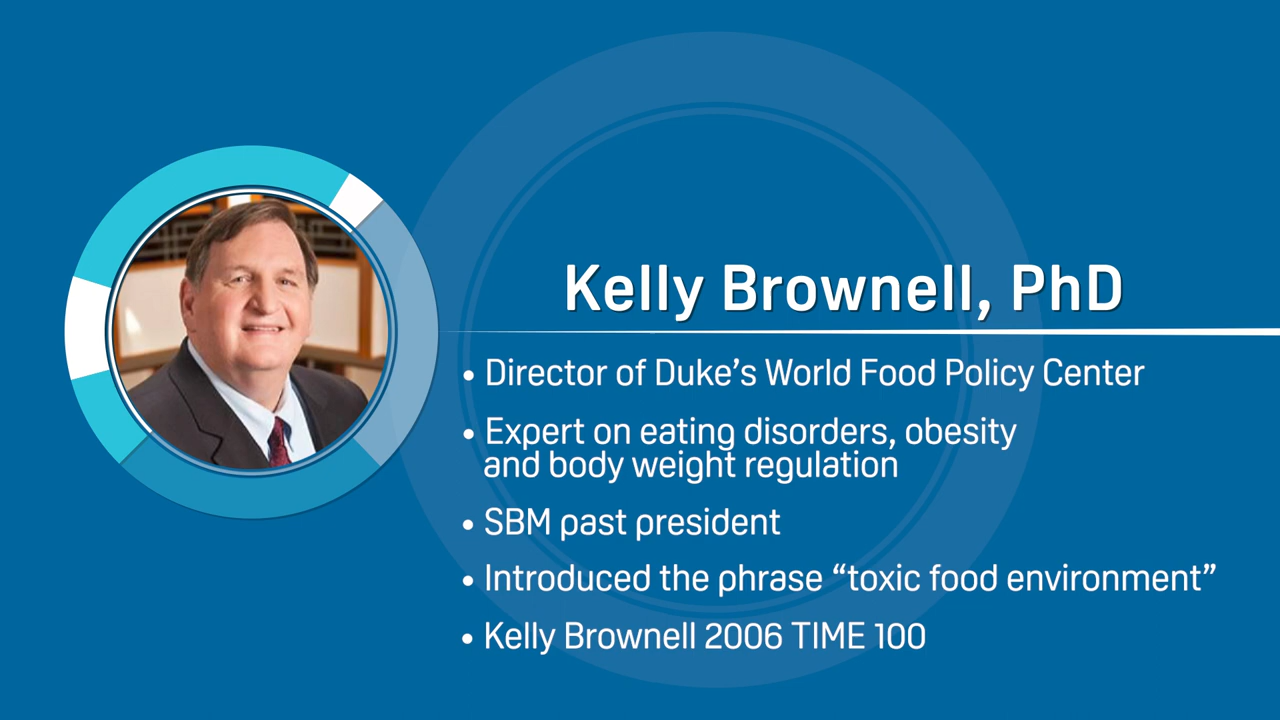 Kelly Brownell, PhD
• Director of Duke’s World Food Policy Center
• Expert on eating disorders, obesity
and body weight regulation
• SBM past president
• Introduced the phrase “toxic food environment”
• Kelly Brownell 2006 TIME 100